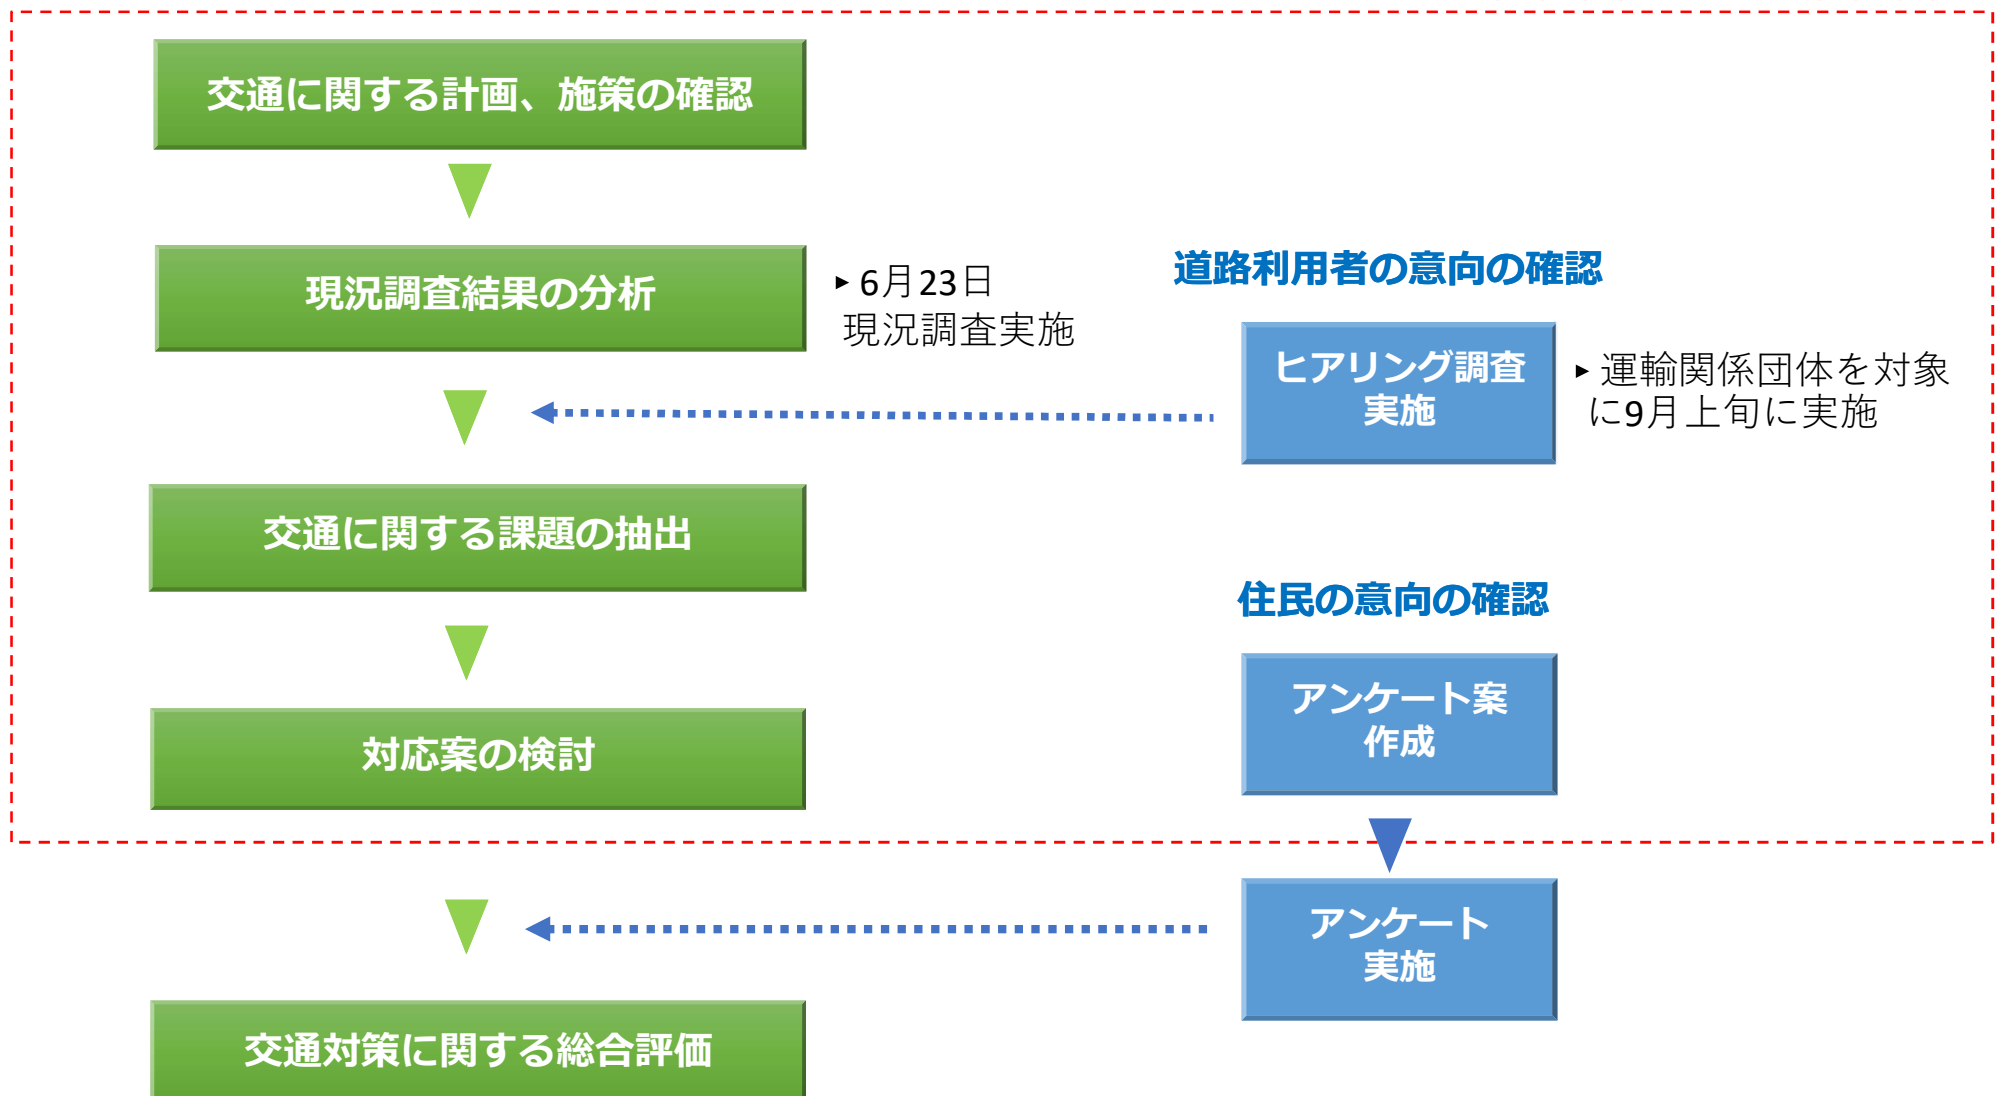 交通に関する計画、施策の確認
現況調査結果の分析
▸ 6月23日
現況調査実施
道路利用者の意向の確認
ヒアリング調査
実施
▸ 運輸関係団体を対象
に9月上旬に実施
交通に関する課題の抽出
住民の意向の確認
アンケート案
作成
対応案の検討
アンケート
実施
交通対策に関する総合評価